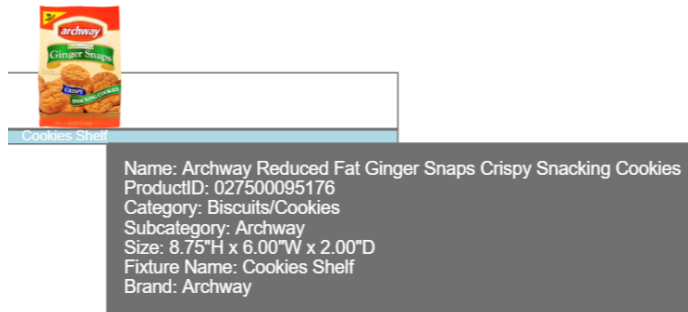 archway
Ginger Snaps
CRISPY
SNACKING COOKIES
Cookies Shelf
Name: Archway Reduced Fat Ginger Snaps Crispy Snacking Cookies
ProductID: 027500095176
Category: Biscuits/Cookies
Subcategory: Archway
Size: 8.75"H x 6.00"W x 2.00"D
Fixture Name: Cookies Shelf
Brand: Archway